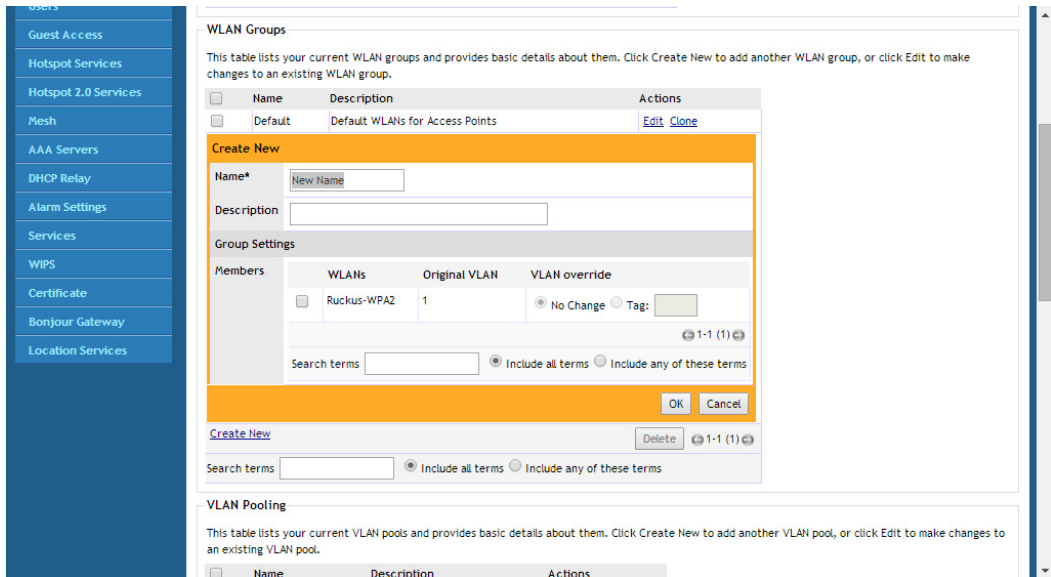 Users
Guest Access
Hotspot Services
Hotspot 2.0 Services
Mesh
AAA Servers
DHCP Relay
Alarm Settings
Services
WIPS
Certificate
Bonjour Gateway
Location Services
WLAN Groups
This table lists your current WLAN groups and provides basic details about them. Click Create New to add another WLAN group, or click Edit to make
changes to an existing WLAN group.
Name Description Actions
Default Default WLANs for Access Points Edit Clone
Create New
Name* New Name
Description
Group Settings
Members WLANs Original VLAN VLAN override
Ruckus-WPA2 1 No Change Tag:
1-1 (1)
Search terms Include all terms Include any of these terms
OK Cancel
Create New Delete 1-1 (1)
Search terms Include all terms Include any of these terms
VLAN Pooling
This table lists your current VLAN pools and provides basic details about them. Click Create New to add another VLAN pool, or click Edit to make changes to
an existing VLAN pool.
Name Description Actions